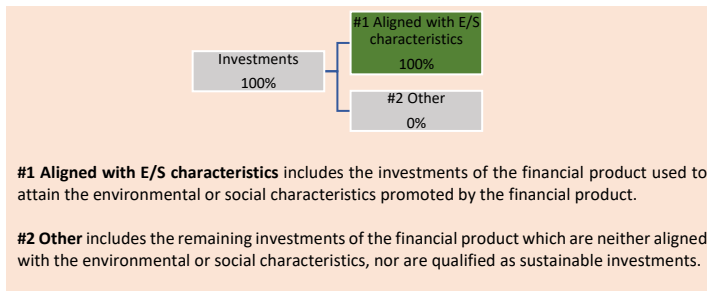 #1 Aligned with E/S
characteristics
100%
Investments
100%
#2 Other
0%
#1 Aligned with E/S characteristics includes the investments of the financial product used to
attain the environmental or social characteristics promoted by the financial product.
#2 Other includes the remaining investments of the financial product which are neither aligned
with the environmental or social characteristics, nor are qualified as sustainable investments.